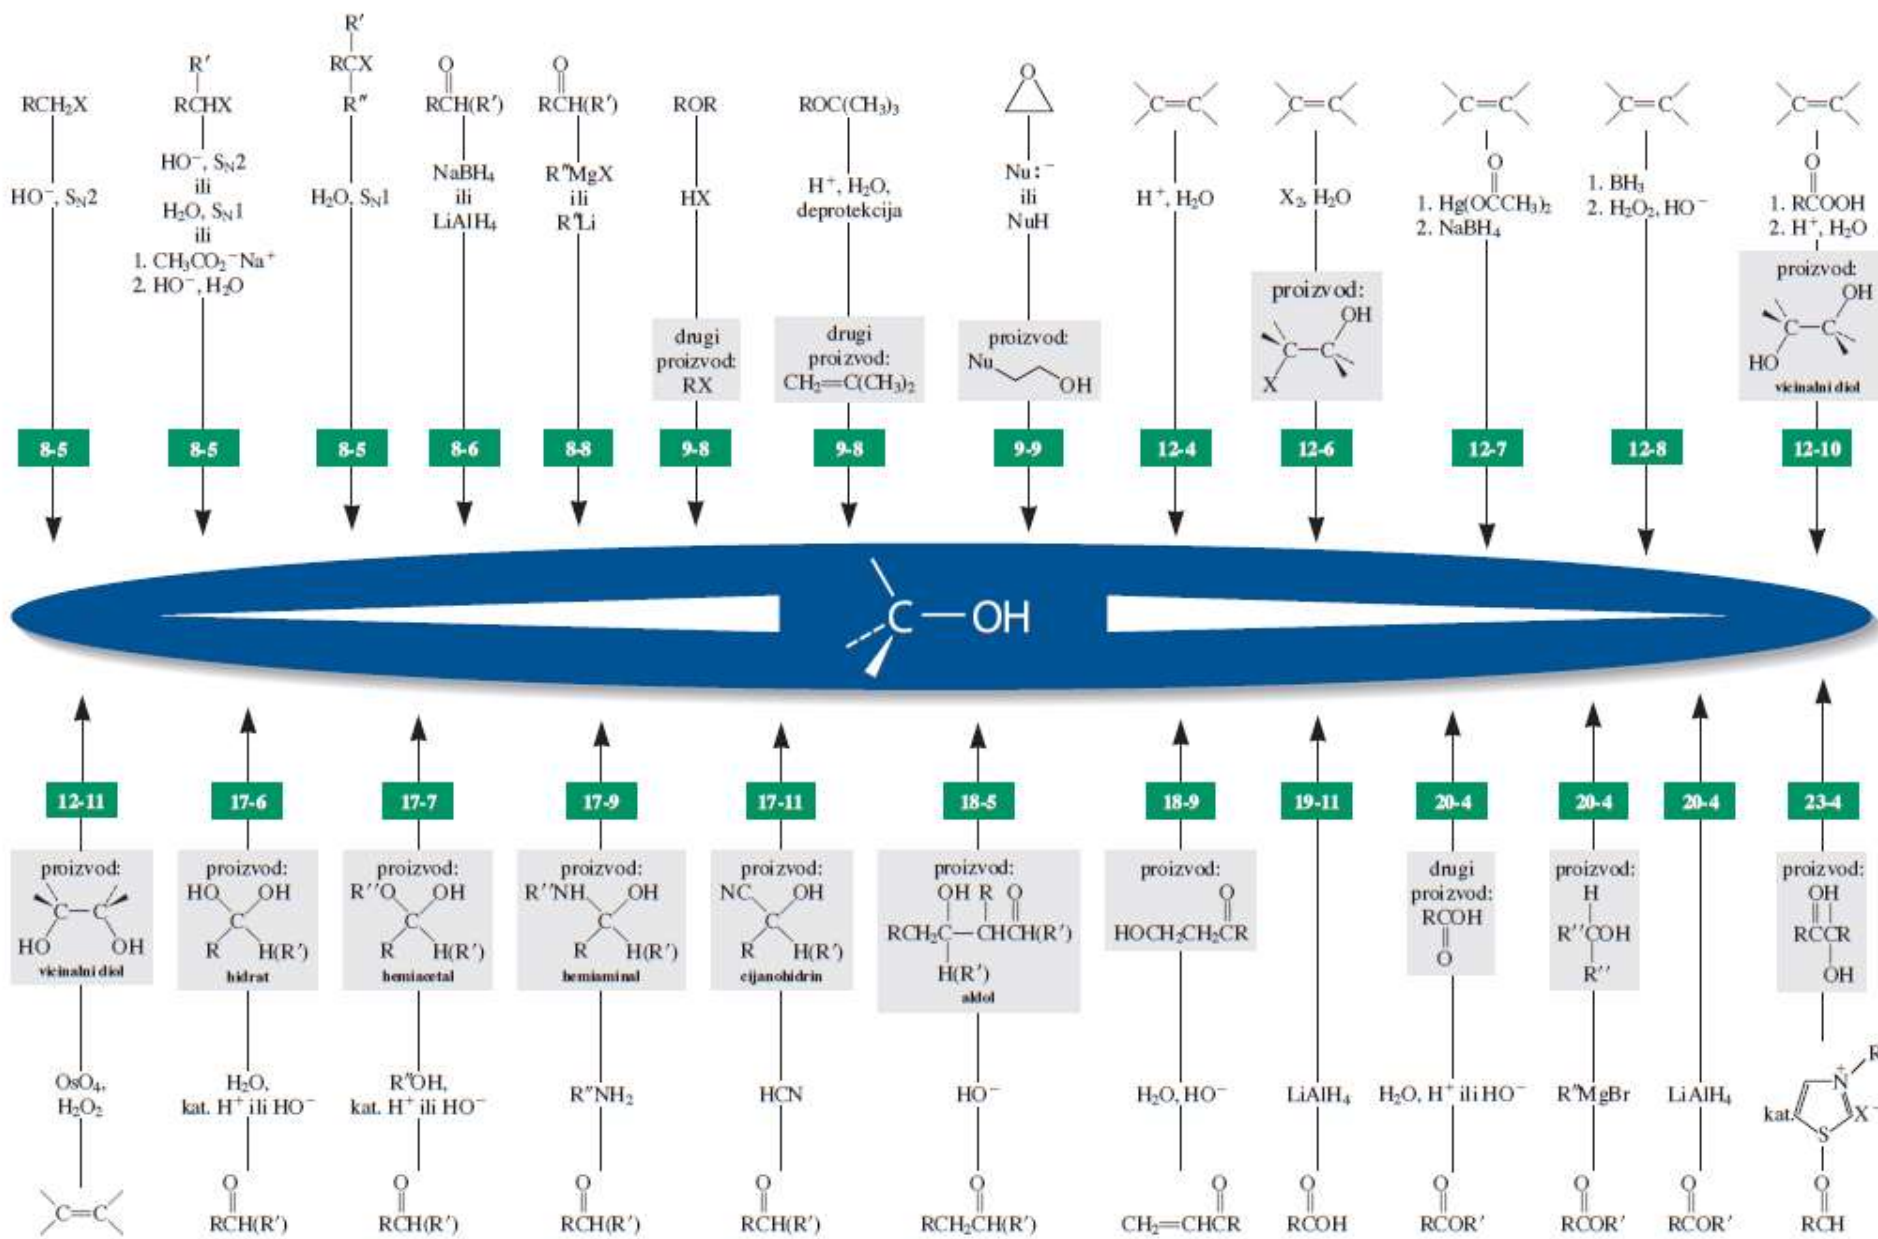 R′
RCH₂X
R′
RCHX
R′
RCX
R″
O
RCH(R′)
O
RCH(R′)
ROR
ROC(CH₃)₃
O
C=C
C=C
C=C
C=C
C=C
HO⁻, Sₙ2
HO⁻, Sₙ2
ili
H₂O, Sₙ1
ili
1. CH₃CO₂⁻Na⁺
2. HO⁻, H₂O
H₂O, Sₙ1
NaBH₄
ili
LiAlH₄
R″MgX
ili
R″Li
HX
H⁺, H₂O,
deprotekcija
Nu:⁻
ili
NuH
H⁺, H₂O
X₂, H₂O
O
1. Hg(OCCH₃)₂
2. NaBH₄
1. BH₃
2. H₂O₂, HO⁻
O
1. RCOOH
2. H⁺, H₂O
drugi
proizvod:
RX
drugi
proizvod:
CH₂=C(CH₃)₂
proizvod:
Nu
OH
proizvod:
OH
C C
X
proizvod:
OH
C C
HO
vicinalni diol
8-5
8-5
8-5
8-6
8-8
9-8
9-8
9-9
12-4
12-6
12-7
12-8
12-10
C—OH
12-11
17-6
17-7
17-9
17-11
18-5
18-9
19-11
20-4
20-4
20-4
23-4
proizvod:
C—C
HO OH
vicinalni diol
proizvod:
HO OH
C
R H(R′)
hidrat
proizvod:
R′′O OH
C
R H(R′)
hemiacetal
proizvod:
R′′NH OH
C
R H(R′)
hemiaminal
proizvod:
NC OH
C
R H(R′)
cijanohidrin
proizvod:
OH R O
RCH₂C—CHCH(R′)
H(R′)
aldol
proizvod:
O
HOCH₂CH₂CR
drugi
proizvod:
RCOH
O
proizvod:
H
R′′COH
R′′
proizvod:
OH
RCCR
OH
OsO₄,
H₂O₂
H₂O,
kat. H⁺ ili HO⁻
R″OH,
kat. H⁺ ili HO⁻
R″NH₂
HCN
HO⁻
H₂O, HO⁻
LiAlH₄
H₂O, H⁺ ili HO⁻
R″MgBr
LiAlH₄
R
N⁺
kat.
X⁻
S
C=C
O
RCH(R′)
O
RCH(R′)
O
RCH(R′)
O
RCH(R′)
O
RCH₂CH(R′)
O
CH₂=CHCR
O
RCOH
O
RCOR′
O
RCOR′
O
RCOR′
O
RCH